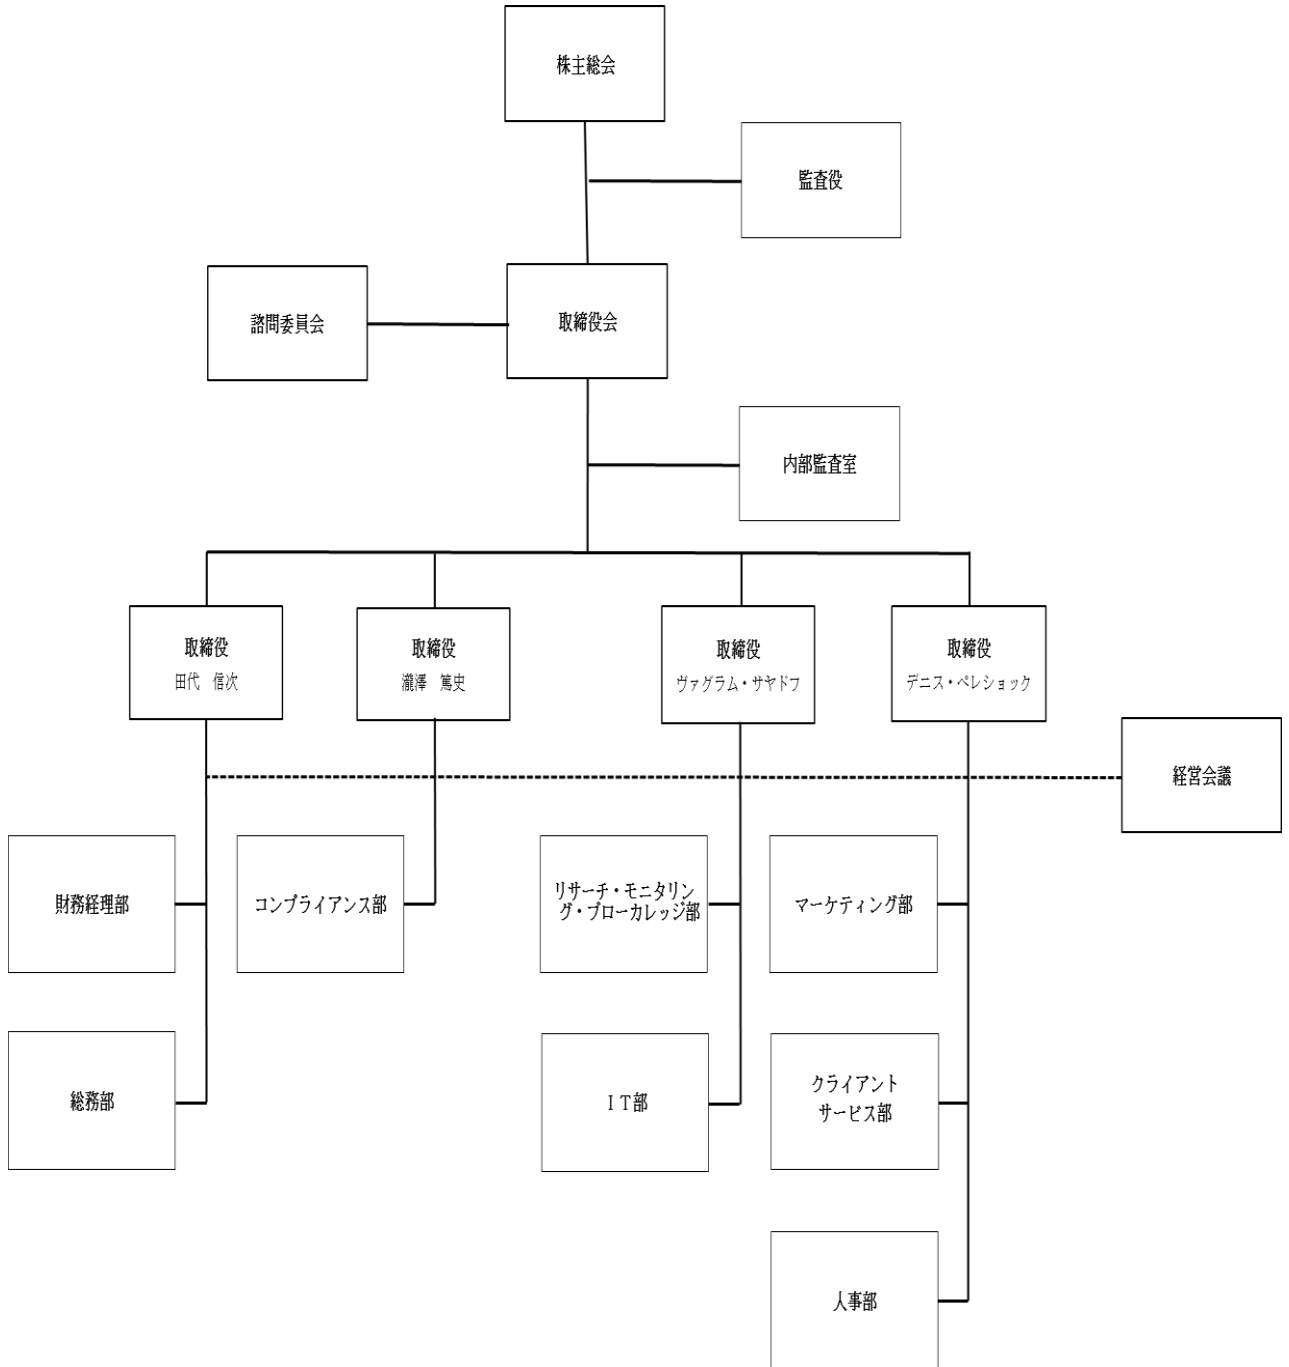 株主総会
監査役
諮問委員会
取締役会
内部監査室
取締役
田代　信次
取締役
瀧澤　篤史
取締役
ヴァグラム・サヤドフ
取締役
デニス・ペレショック
経営会議
財務経理部
コンプライアンス部
リサーチ・モニタリン
グ・ブローカレッジ部
マーケティング部
総務部
ＩＴ部
クライアント
サービス部
人事部